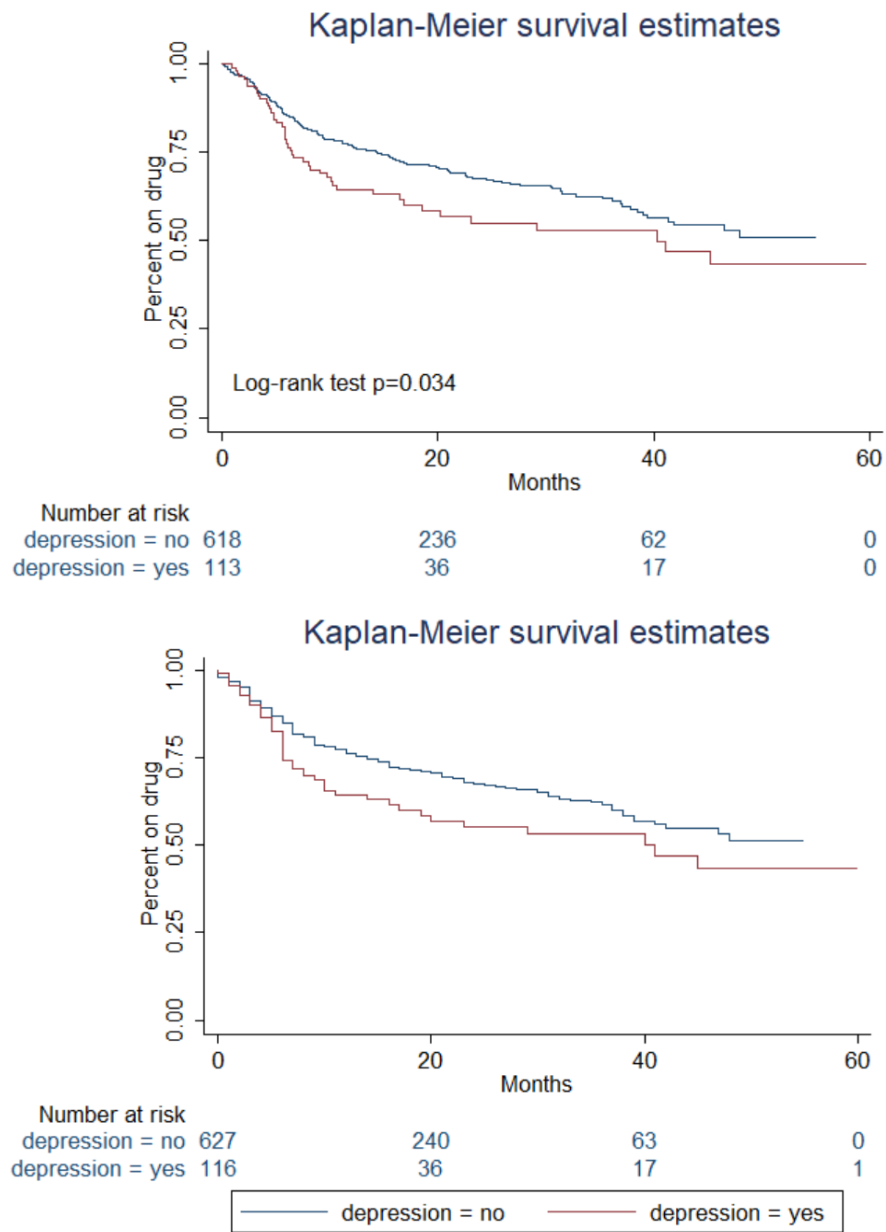 Kaplan-Meier survival estimates
Percent on drug
1.00
0.75
0.50
0.25
0.00
Log-rank test p=0.034
0 20 40 60
Months
Number at risk
depression = no 618 236 62 0
depression = yes 113 36 17 0
Kaplan-Meier survival estimates
Percent on drug
1.00
0.75
0.50
0.25
0.00
0 20 40 60
Months
Number at risk
depression = no 627 240 63 0
depression = yes 116 36 17 1
depression = no depression = yes